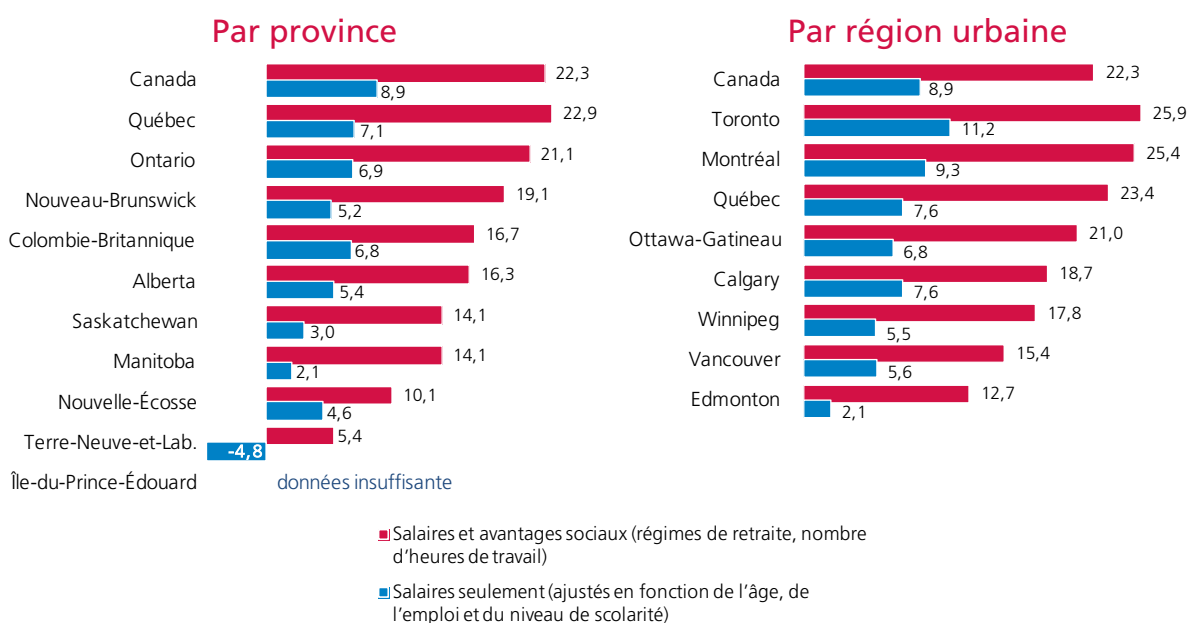 Par province
Canada
22,3
8,9
Québec
22,9
7,1
Ontario
21,1
6,9
Nouveau-Brunswick
19,1
5,2
Colombie-Britannique
16,7
6,8
Alberta
16,3
5,4
Saskatchewan
14,1
3,0
Manitoba
14,1
2,1
Nouvelle-Écosse
10,1
4,6
Terre-Neuve-et-Lab.
5,4
-4,8
Île-du-Prince-Édouard
données insuffisante
Par région urbaine
Canada
22,3
8,9
Toronto
25,9
11,2
Montréal
25,4
9,3
Québec
23,4
7,6
Ottawa-Gatineau
21,0
6,8
Calgary
18,7
7,6
Winnipeg
17,8
5,5
Vancouver
15,4
5,6
Edmonton
12,7
2,1
Salaires et avantages sociaux (régimes de retraite, nombre
d'heures de travail)
Salaires seulement (ajustés en fonction de l'âge, de
l'emploi et du niveau de scolarité)